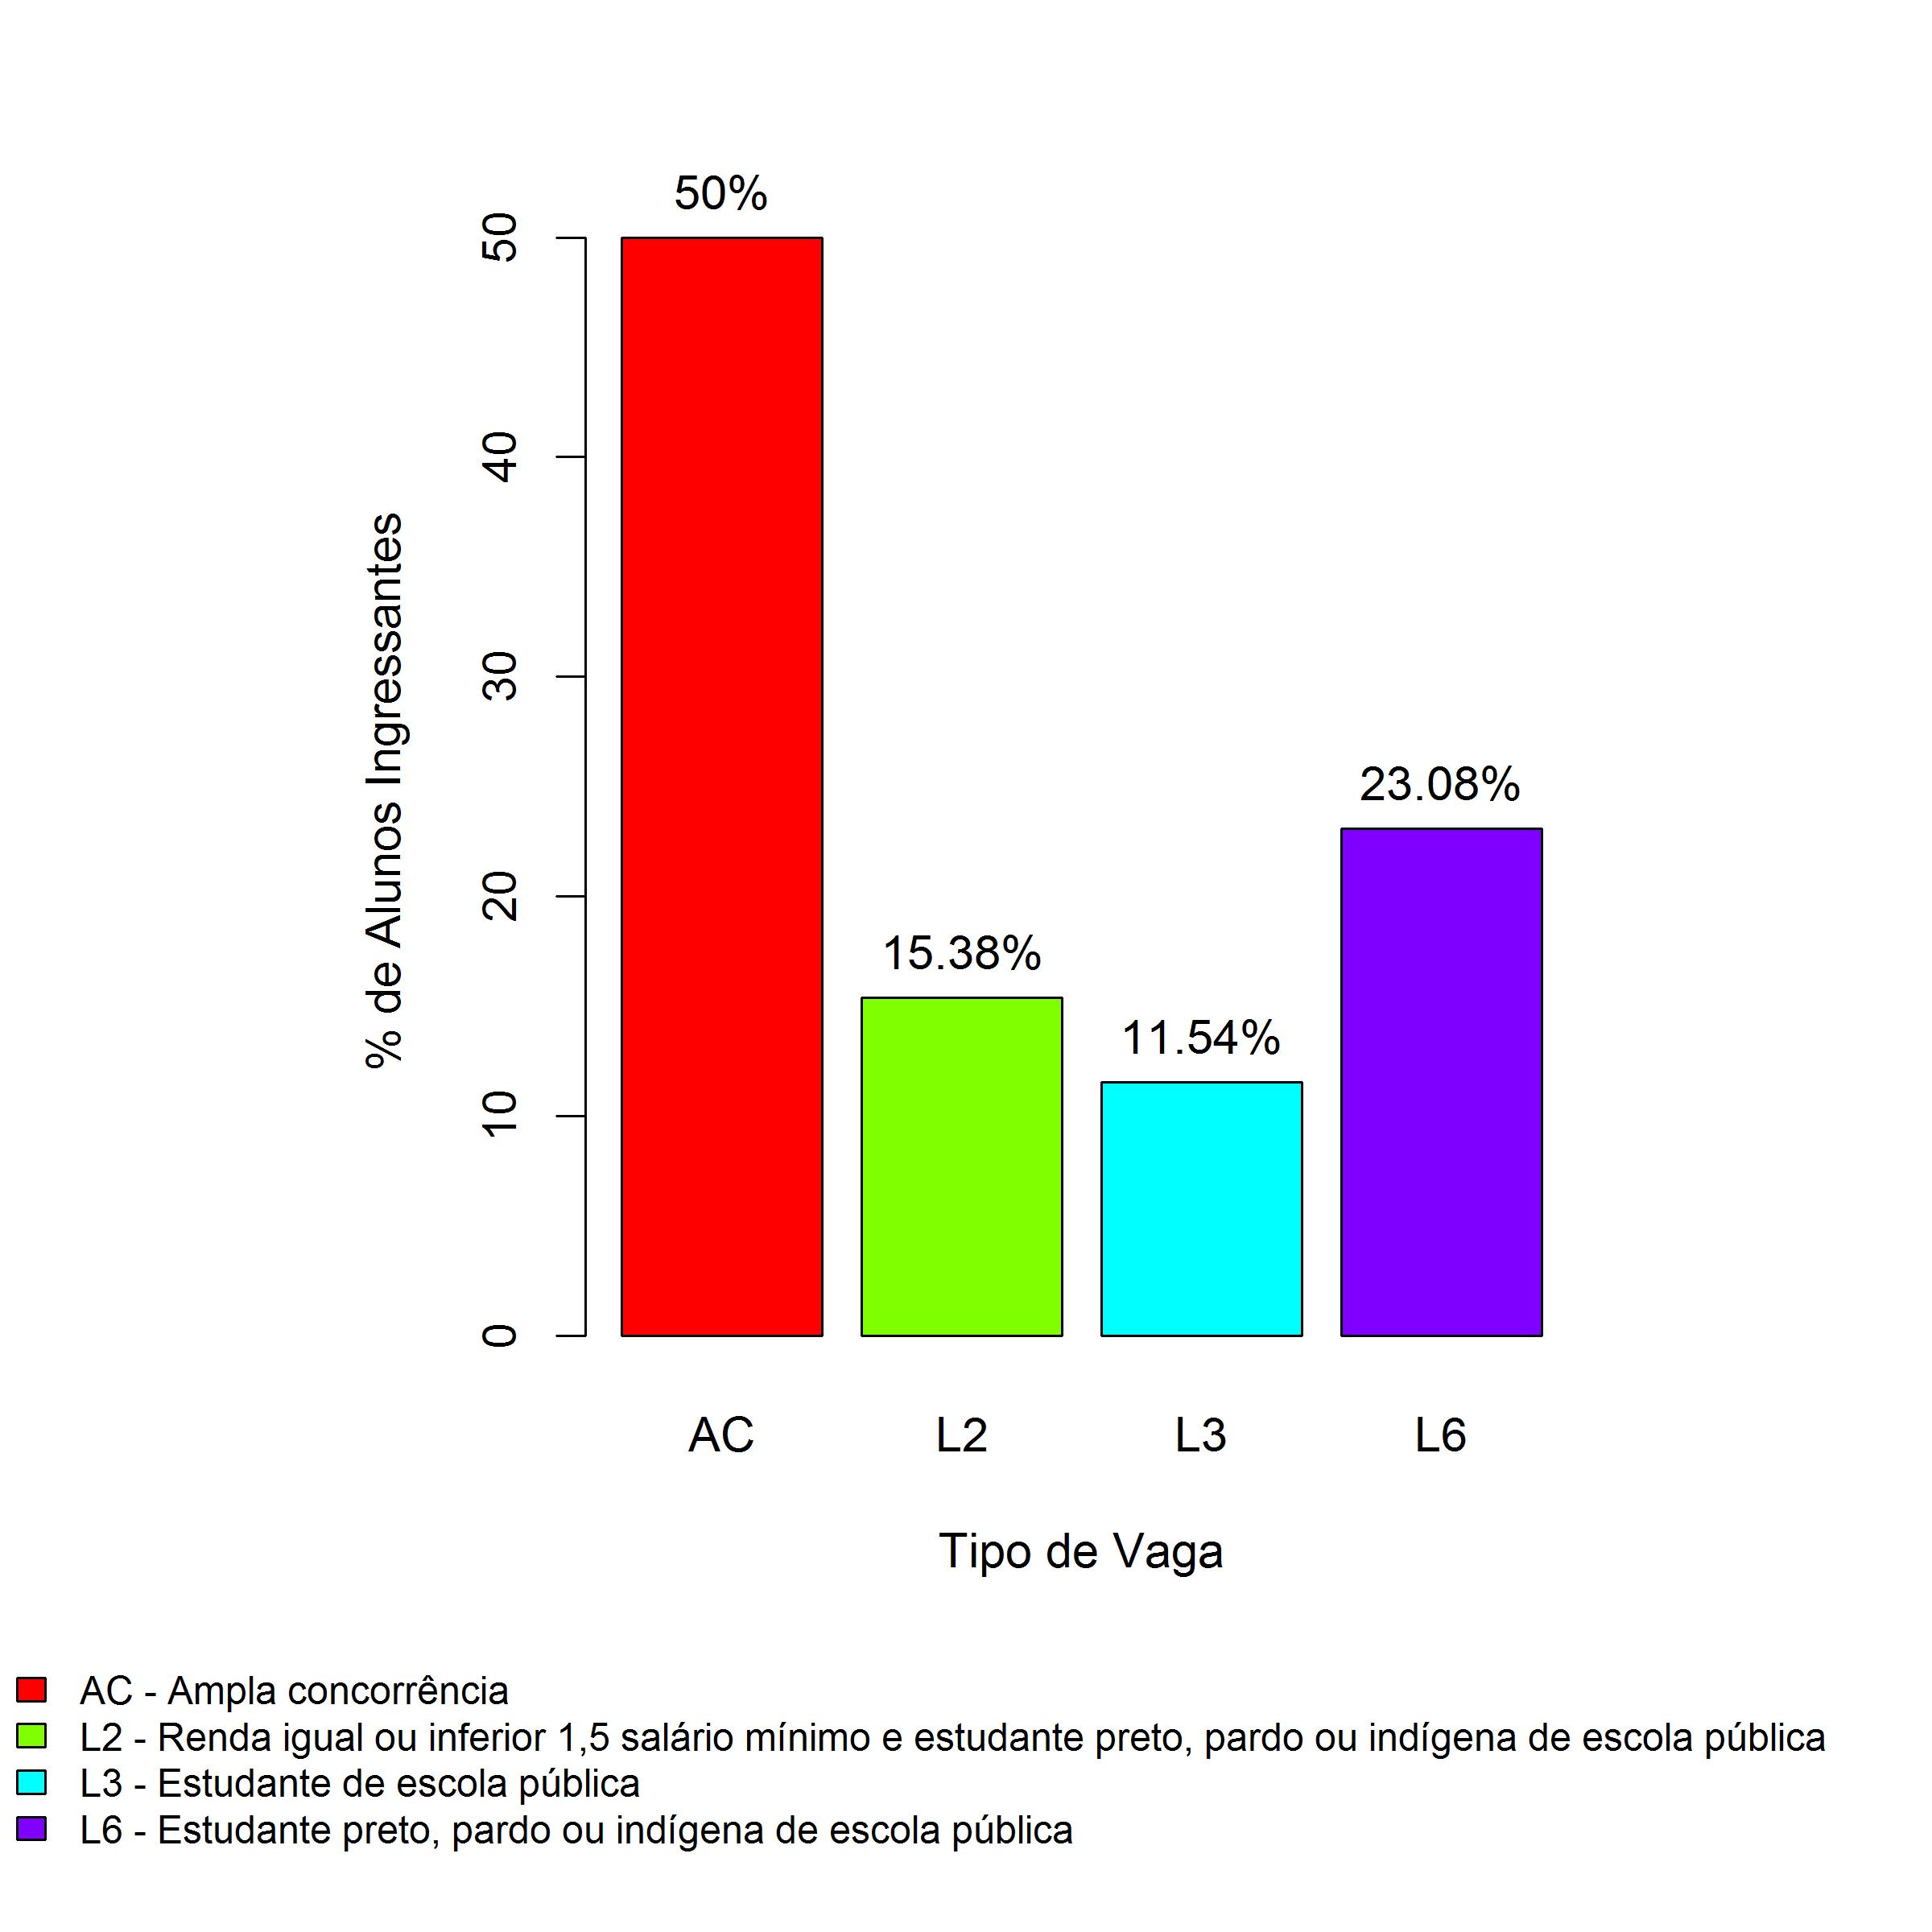 50%
50
40
30
20
10
0
% de Alunos Ingressantes
23.08%
15.38%
11.54%
AC L2 L3 L6
Tipo de Vaga
AC - Ampla concorrência
L2 - Renda igual ou inferior 1,5 salário mínimo e estudante preto, pardo ou indígena de escola pública
L3 - Estudante de escola pública
L6 - Estudante preto, pardo ou indígena de escola pública